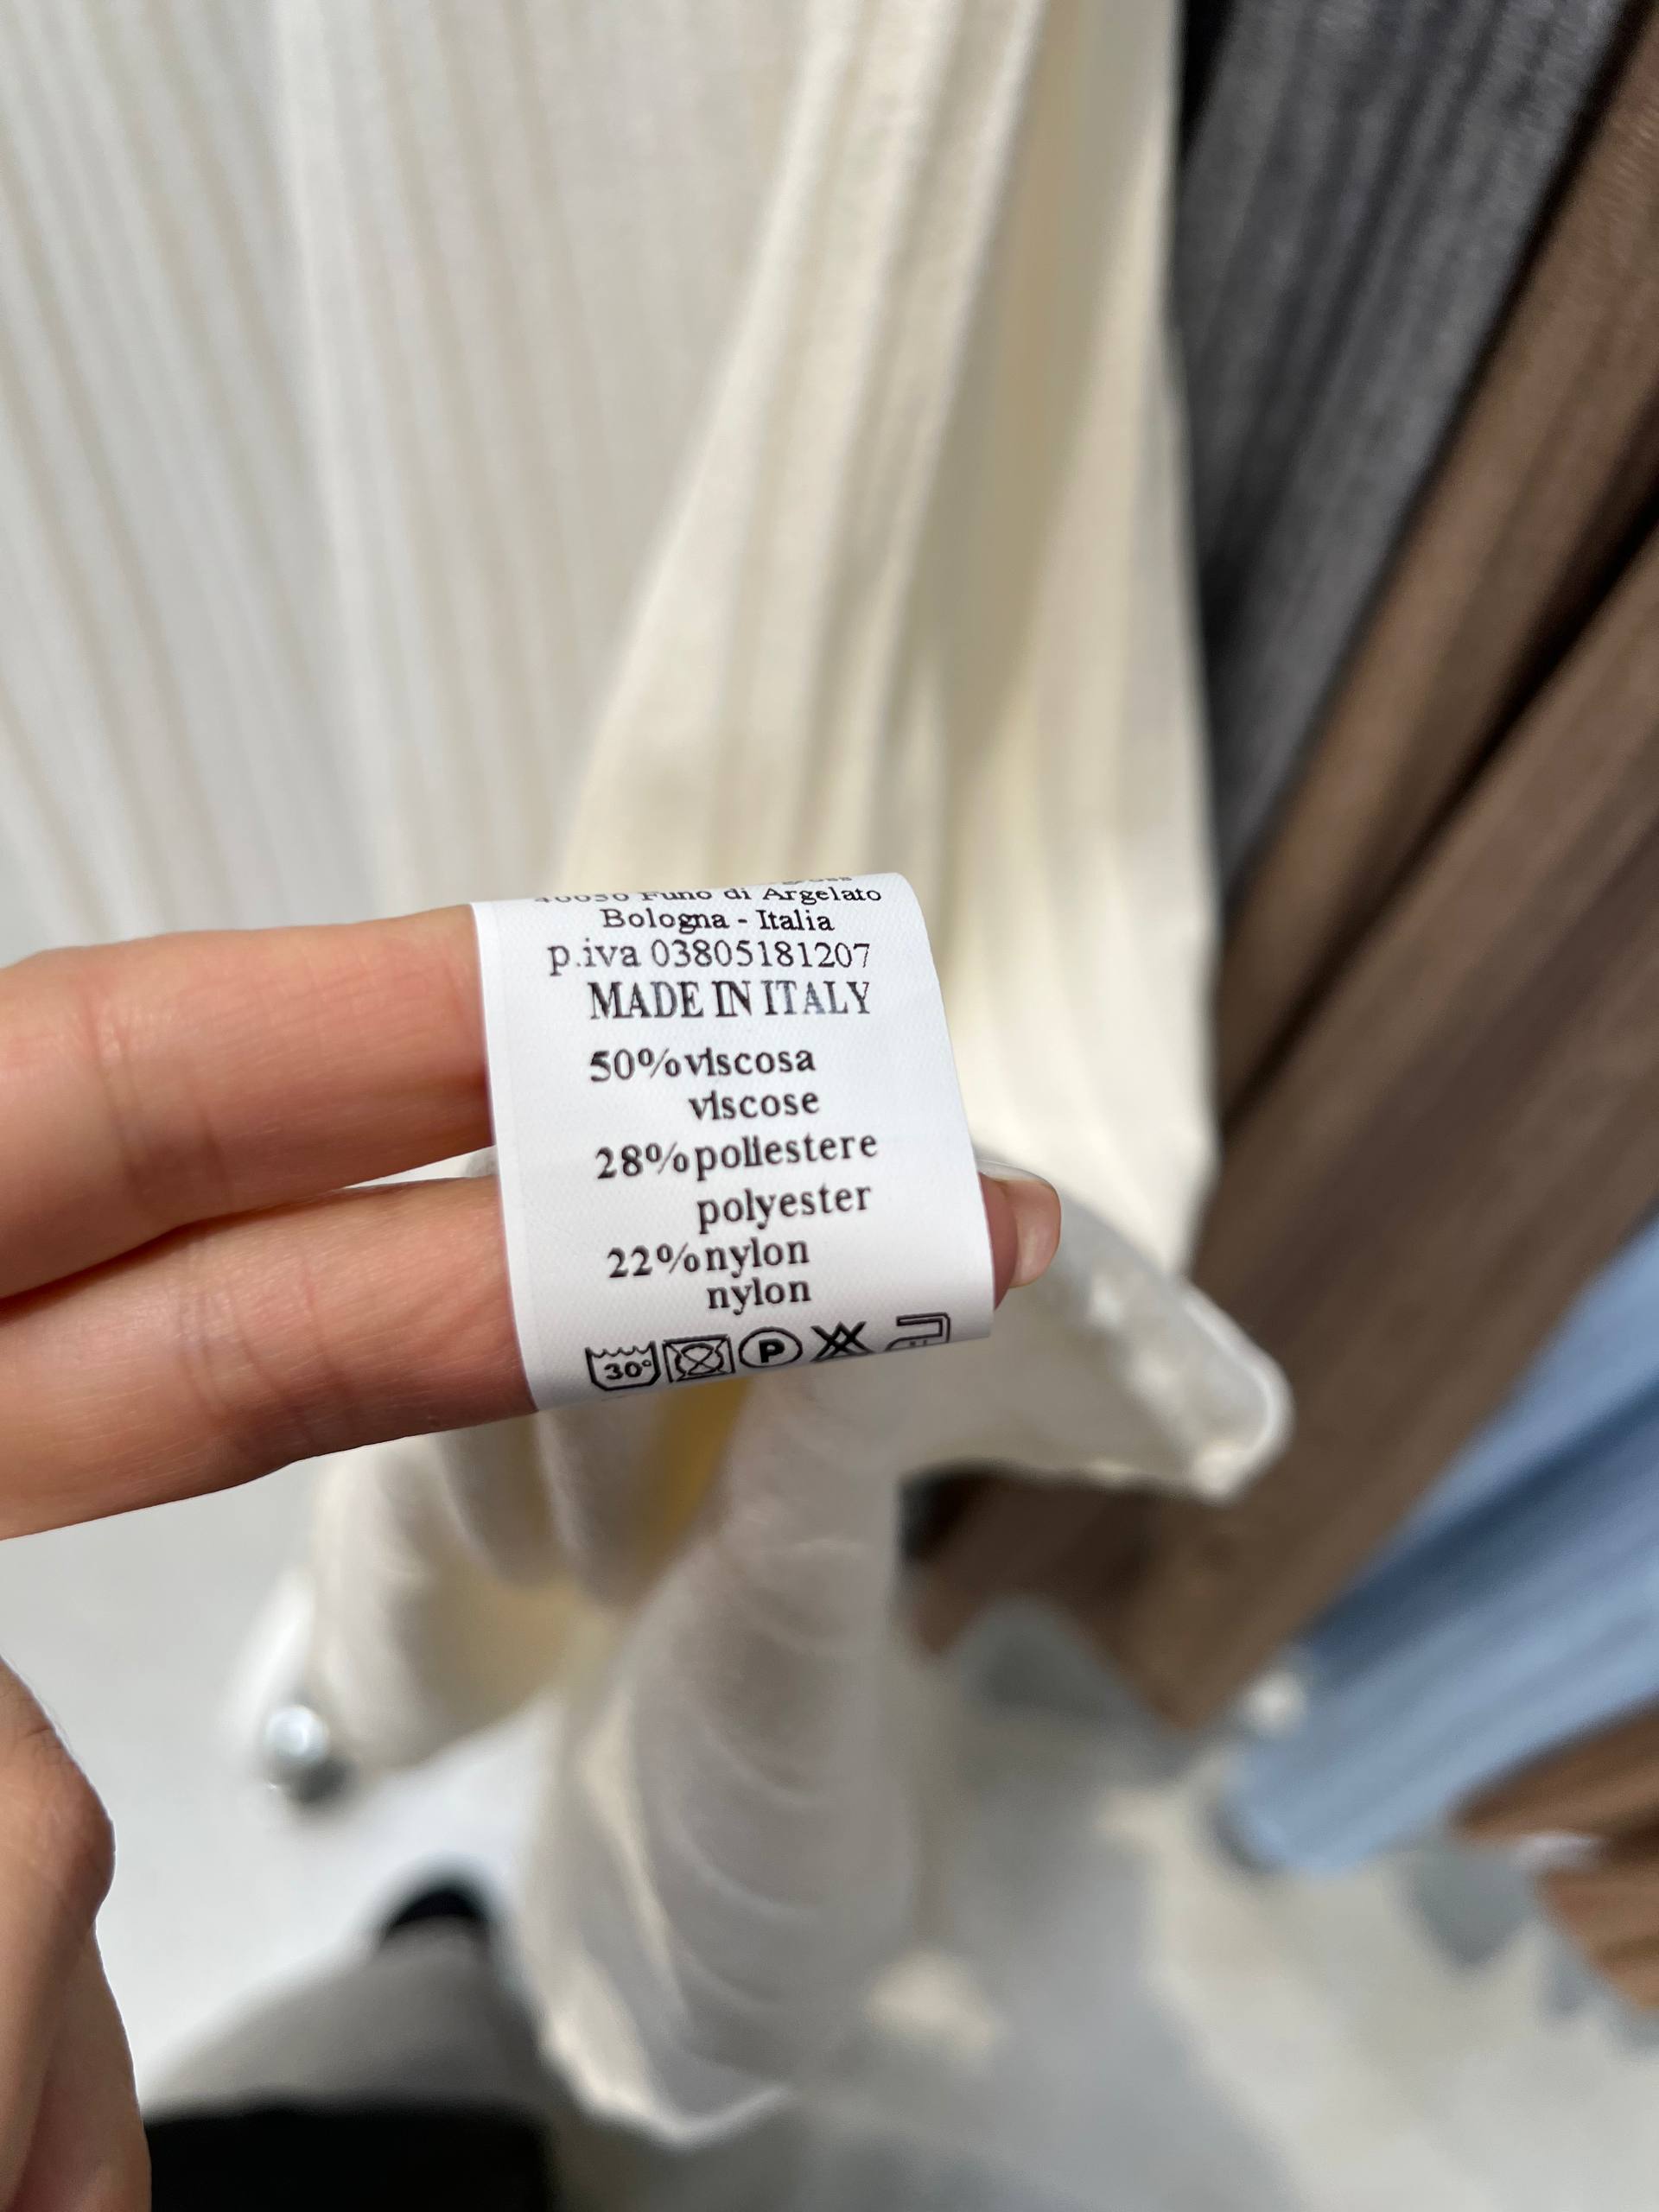 Funo di Argelato
Bologna - Italia
p.iva 03805181207
MADE IN ITALY
50% viscosa
viscose
28% poliestere
polyester
22% nylon
nylon
30° P